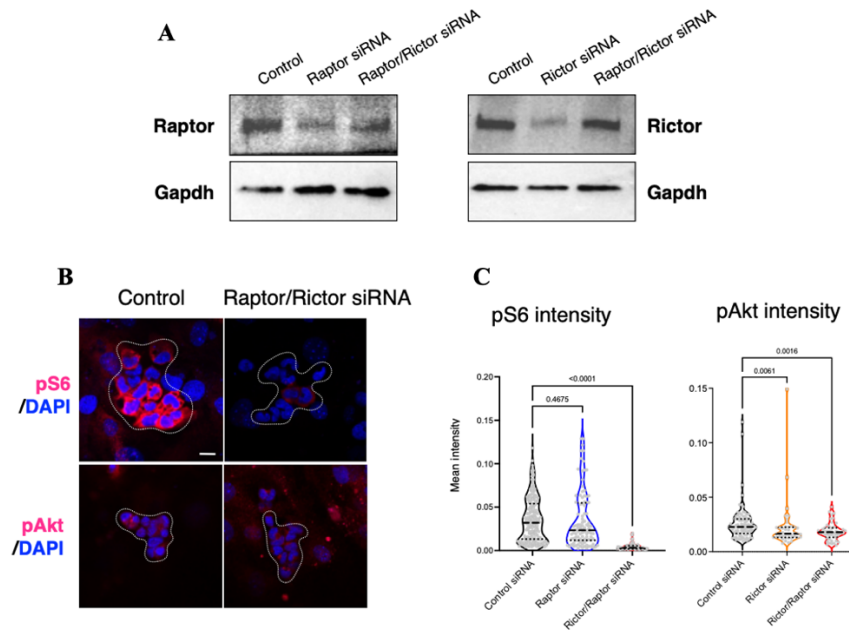 A
Control
Raptor siRNA
Raptor/Rictor siRNA
Control
Rictor siRNA
Raptor/Rictor siRNA
Raptor
Rictor
Gapdh
Gapdh
B
Control
Raptor/Rictor siRNA
pS6
/DAPI
pAkt
/DAPI
C
pS6 intensity
pAkt intensity
Mean intensity
0.20
0.15
0.10
0.05
0.00
<0.0001
0.4675
Control siRNA
Raptor siRNA
Rictor/Raptor siRNA
0.15
0.10
0.05
0.00
0.0016
0.0061
Control siRNA
Rictor siRNA
Rictor/Raptor siRNA